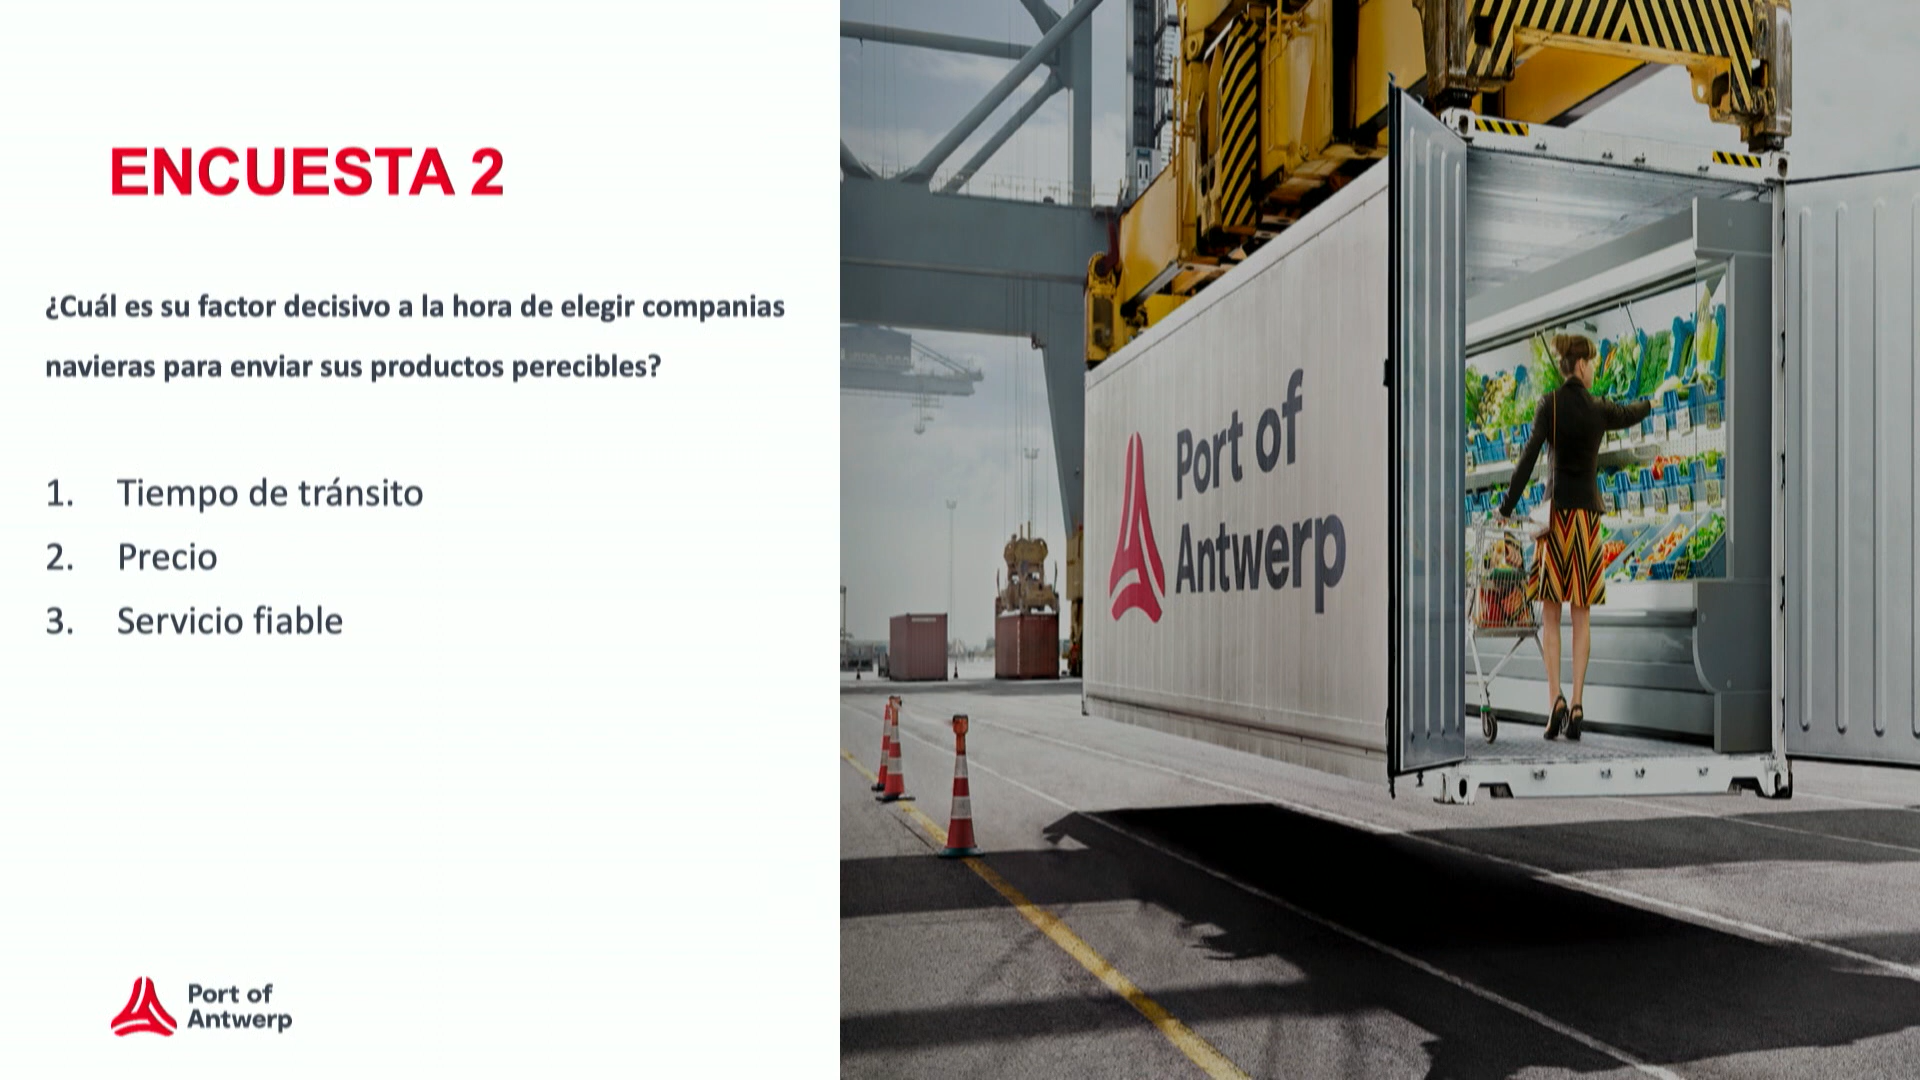 ENCUESTA 2
¿Cuál es su factor decisivo a la hora de elegir companias
navieras para enviar sus productos perecibles?
1. Tiempo de tránsito
2. Precio
3. Servicio fiable
Port of
Antwerp
Port of
Antwerp